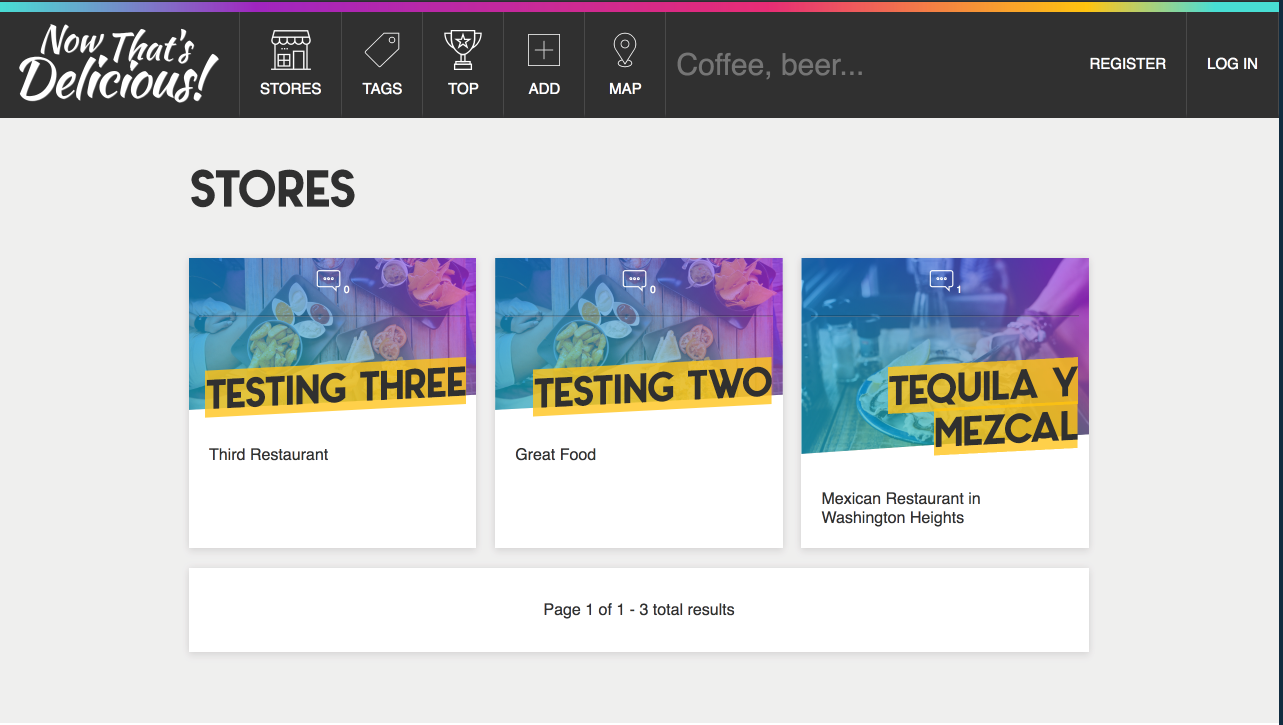 Now That's
Delicious!
STORES
TAGS
TOP
ADD
MAP
Coffee, beer...
REGISTER
LOG IN
STORES
0
TESTING THREE
Third Restaurant
0
TESTING TWO
Great Food
1
TEQUILA Y
MEZCAL
Mexican Restaurant in
Washington Heights
Page 1 of 1 - 3 total results